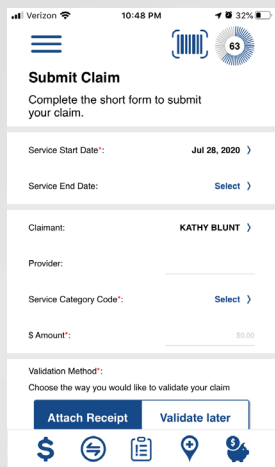 Verizon 10:48 PM 32%
63
Submit Claim
Complete the short form to submit
your claim.
Service Start Date*: Jul 28, 2020 >
Service End Date: Select >
Claimant: KATHY BLUNT >
Provider:
Service Category Code*: Select >
$ Amount*: $0.00
Validation Method*:
Choose the way you would like to validate your claim
Attach Receipt Validate later
$ $